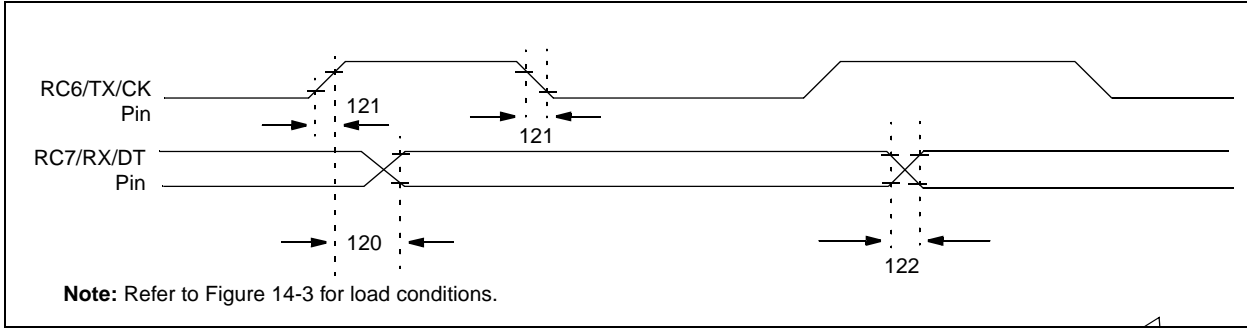 RC6/TX/CK
Pin
121
121
RC7/RX/DT
Pin
120
122
Note: Refer to Figure 14-3 for load conditions.